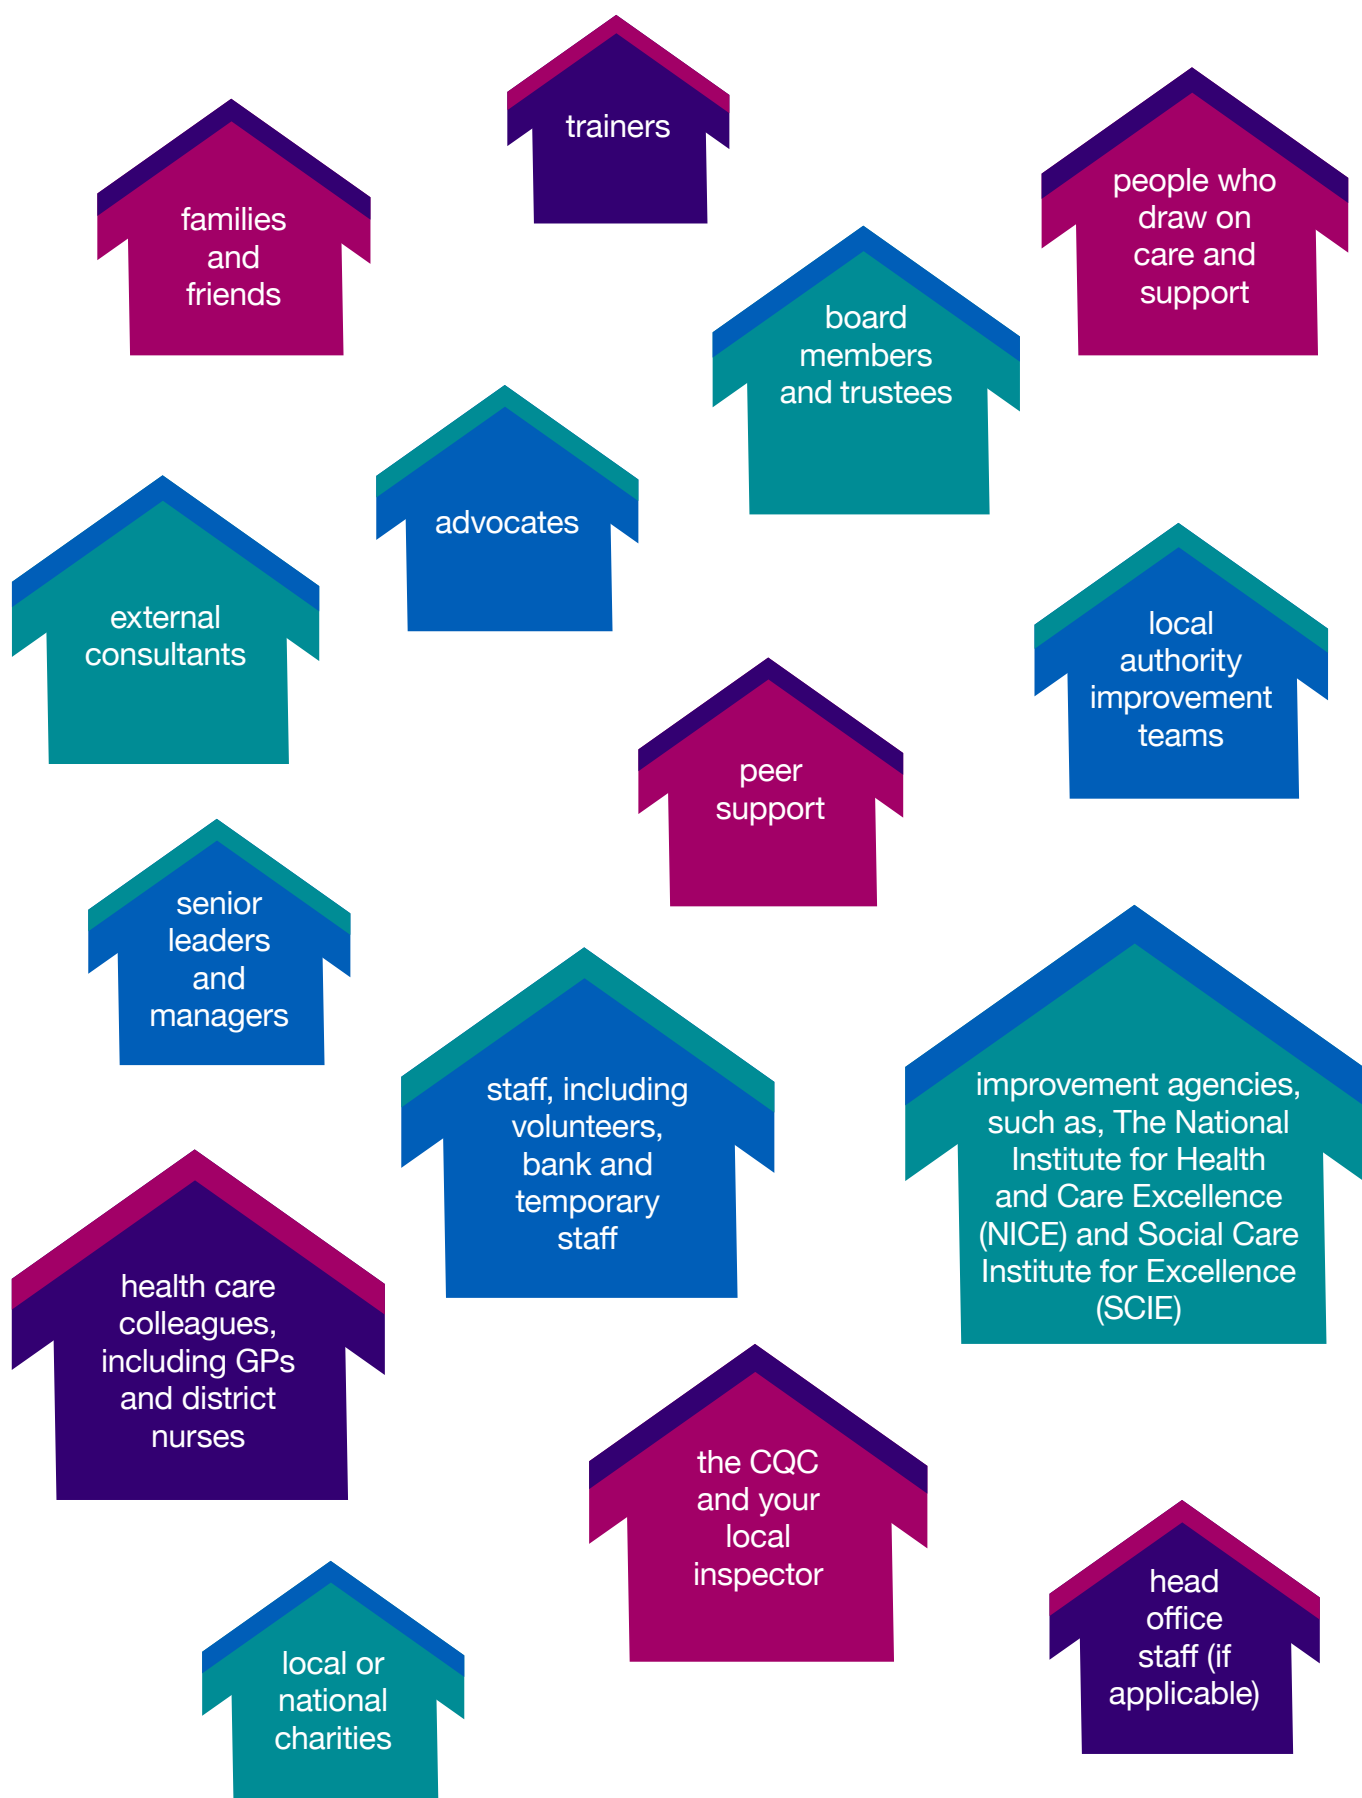 trainers
families
and
friends
people who
draw on
care and
support
board
members
and trustees
advocates
external
consultants
local
authority
improvement
teams
peer
support
senior
leaders
and
managers
staff, including
volunteers,
bank and
temporary
staff
improvement agencies,
such as, The National
Institute for Health
and Care Excellence
(NICE) and Social Care
Institute for Excellence
(SCIE)
health care
colleagues,
including GPs
and district
nurses
the CQC
and your
local
inspector
head
office
staff (if
applicable)
local or
national
charities